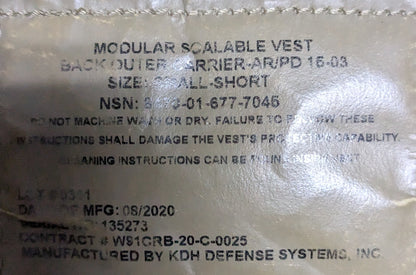 MODULAR SCALABLE VEST
BACK OUTER CARRIER-AR/PD 15-03
SIZE: SMALL-SHORT
NSN: 01-677-7045
DO NOT MACHINE WASH OR DRY. FAILURE TO FOLLOW THESE
INSTRUCTIONS SHALL DAMAGE THE VEST'S PROTECTIVE CAPABILITY.
CLEANING INSTRUCTIONS CAN BE FOUND
LOT #
DATE OF MFG: 08/2020
135273
CONTRACT # W91CRB-20-C-0025
MANUFACTURED BY KDH DEFENSE SYSTEMS, INC.